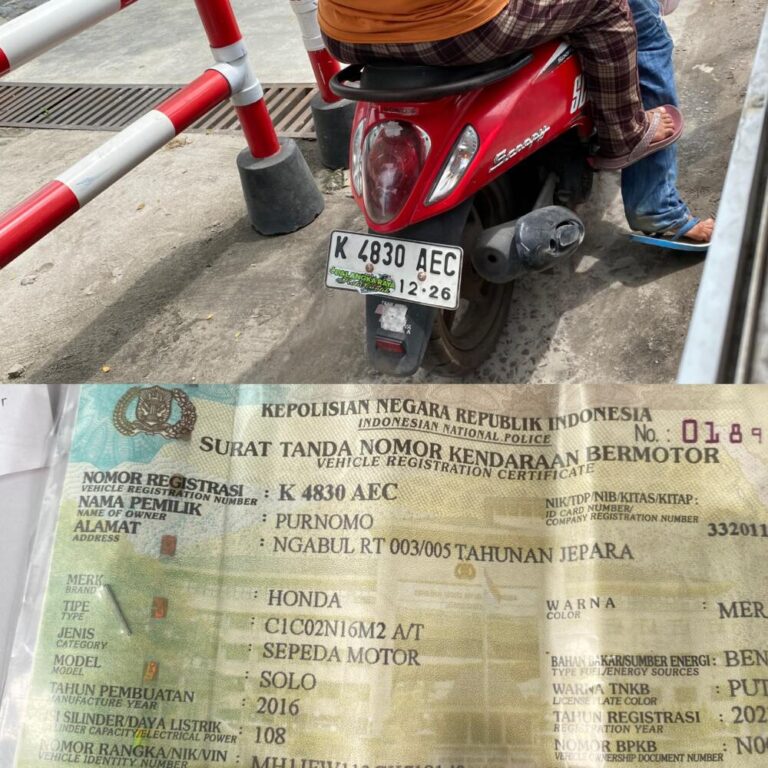 Scoopy
K 4830 AEC
12·26
KEPOLISIAN NEGARA REPUBLIK INDONESIA
INDONESIAN NATIONAL POLICE
No.: 0189
SURAT TANDA NOMOR KENDARAAN BERMOTOR
VEHICLE REGISTRATION CERTIFICATE
NOMOR REGISTRASI : K 4830 AEC
VEHICLE REGISTRATION NUMBER
NIK/TDP/NIB/KITAS/KITAP:
ID CARD NUMBER/
COMPANY REGISTRATION NUMBER
332011
NAMA PEMILIK : PURNOMO
NAME OF OWNER
ALAMAT : NGABUL RT 003/005 TAHUNAN JEPARA
ADDRESS
MERK : HONDA
BRAND
WARNA : MER
COLOR
TIPE : C1C02N16M2 A/T
TYPE
JENIS : SEPEDA MOTOR
CATEGORY
BAHAN BAKAR/SUMBER ENERGI : BEN
TYPE FUEL/ENERGY SOURCES
MODEL : SOLO
MODEL
WARNA TNKB : PUT
LICENSE PLATE COLOR
TAHUN PEMBUATAN : 2016
MANUFACTURE YEAR
TAHUN REGISTRASI : 202
REGISTRATION YEAR
I SILINDER/DAYA LISTRIK : 108
LINDER CAPACITY/ELECTRICAL POWER
NOMOR BPKB : N0
VEHICLE OWNERSHIP DOCUMENT NUMBER
NOMOR RANGKA/NIK/VIN :
VEHICLE IDENTITY NUMBER